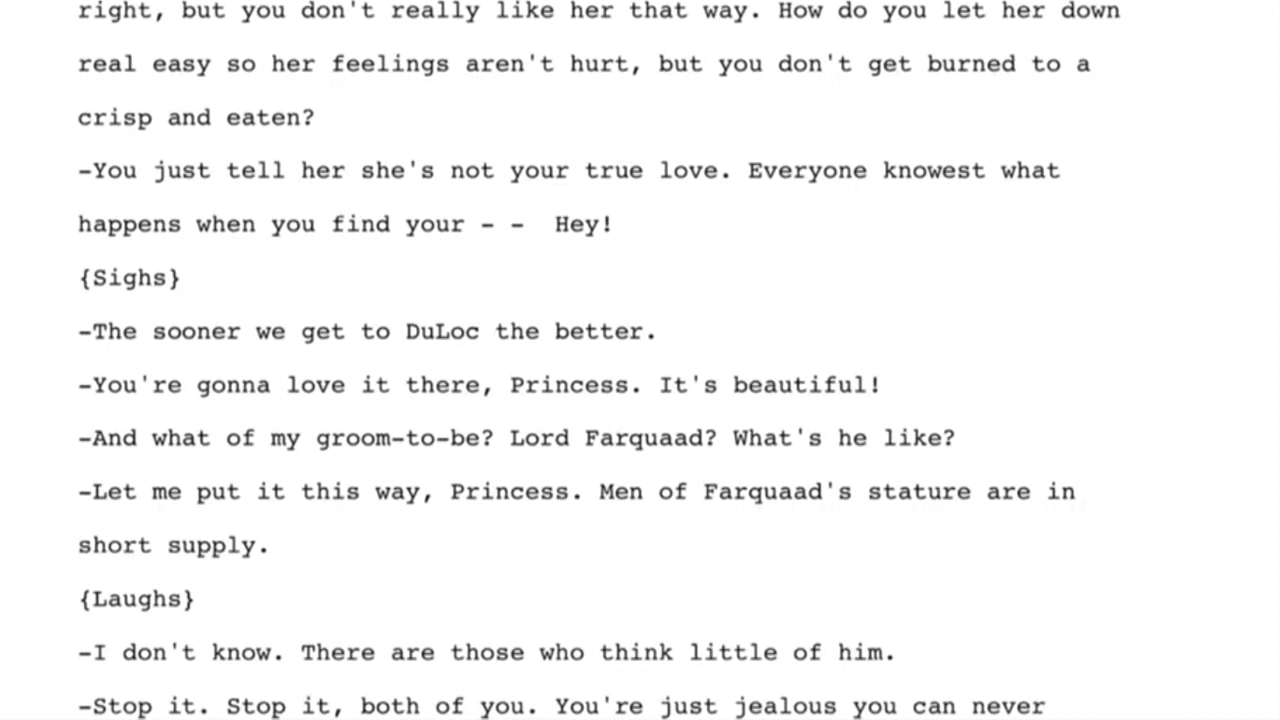 right, but you don't really like her that way. How do you let her down
real easy so her feelings aren't hurt, but you don't get burned to a
crisp and eaten?
-You just tell her she's not your true love. Everyone knowest what
happens when you find your - -  Hey!
{Sighs}
-The sooner we get to DuLoc the better.
-You're gonna love it there, Princess. It's beautiful!
-And what of my groom-to-be? Lord Farquaad? What's he like?
-Let me put it this way, Princess. Men of Farquaad's stature are in
short supply.
{Laughs}
-I don't know. There are those who think little of him.
-Stop it. Stop it, both of you. You're just jealous you can never